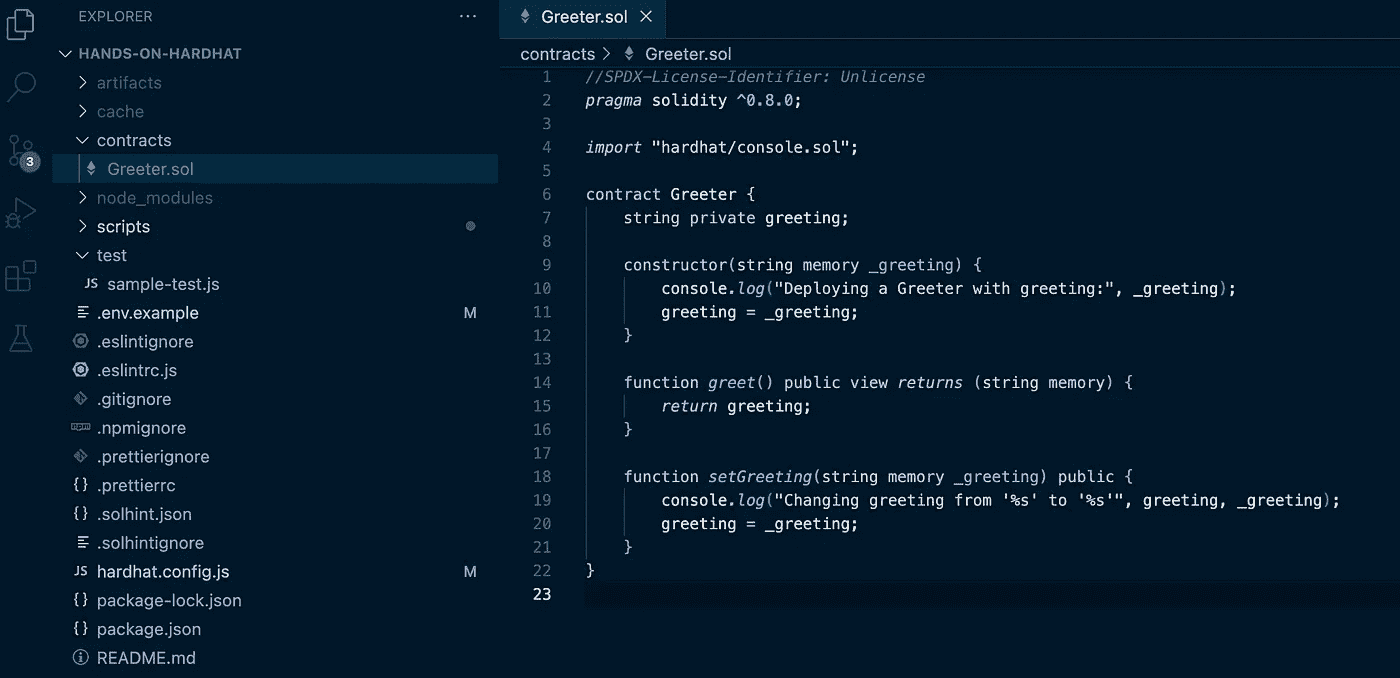 EXPLORER
HANDS-ON-HARDHAT
artifacts
cache
contracts
Greeter.sol
node_modules
scripts
test
JS sample-test.js
.env.example M
.eslintignore
.eslintrc.js
.gitignore
npm .npmignore
.prettierignore
{} .prettierrc
{} .solhint.json
.solhintignore
JS hardhat.config.js M
{} package-lock.json
{} package.json
README.md
3
Greeter.sol
contracts > Greeter.sol
1 //SPDX-License-Identifier: Unlicense
2 pragma solidity ^0.8.0;
3
4 import "hardhat/console.sol";
5
6 contract Greeter {
7 string private greeting;
8
9 constructor(string memory _greeting) {
10 console.log("Deploying a Greeter with greeting:", _greeting);
11 greeting = _greeting;
12 }
13
14 function greet() public view returns (string memory) {
15 return greeting;
16 }
17
18 function setGreeting(string memory _greeting) public {
19 console.log("Changing greeting from '%s' to '%s'", greeting, _greeting);
20 greeting = _greeting;
21 }
22 }
23